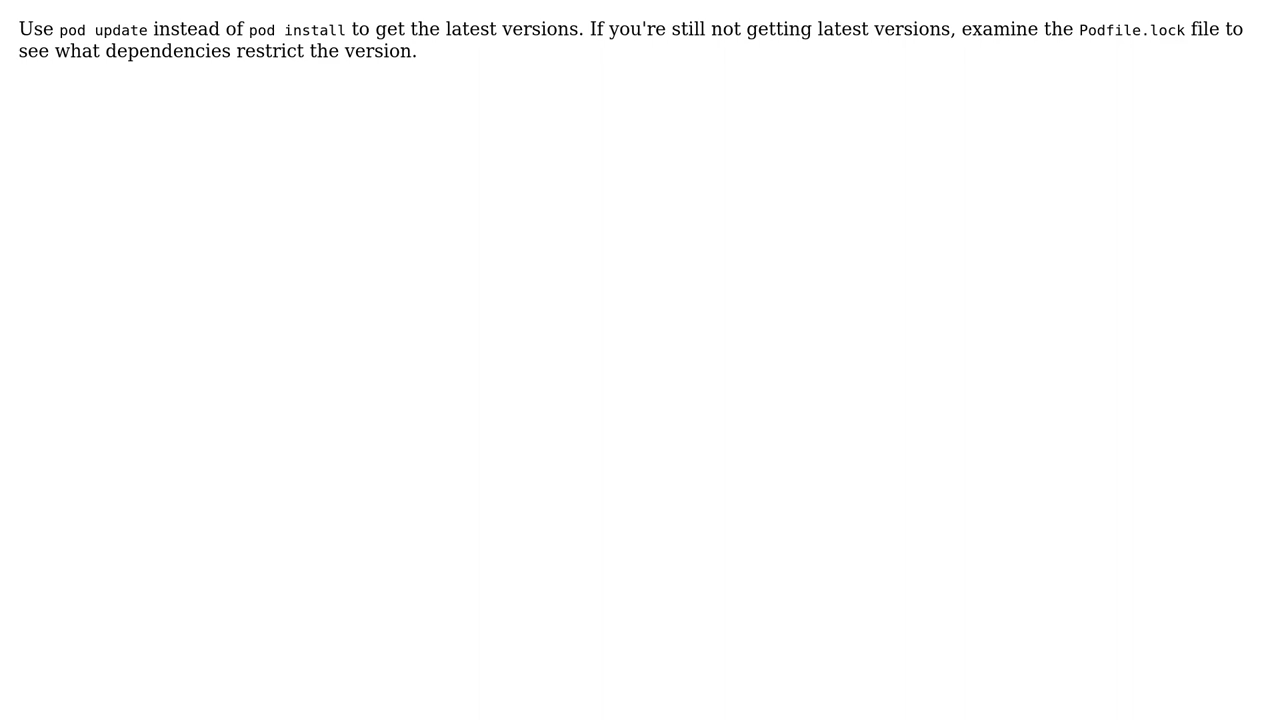 Use pod update instead of pod install to get the latest versions. If you're still not getting latest versions, examine the Podfile.lock file to
see what dependencies restrict the version.